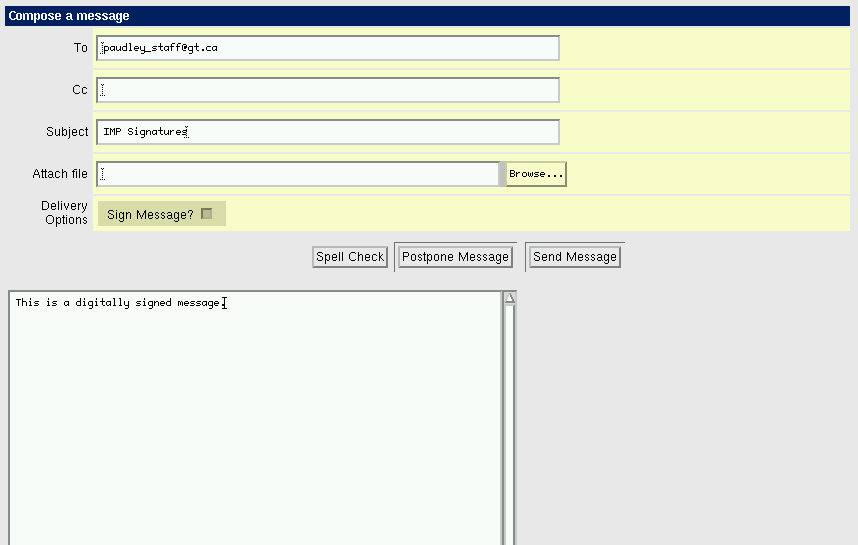 Compose a message
To paudley_staff@gt.ca
Cc
Subject IMP Signatures
Attach file Browse...
Delivery
Options
Sign Message?
Spell Check Postpone Message Send Message
This is a digitally signed message.